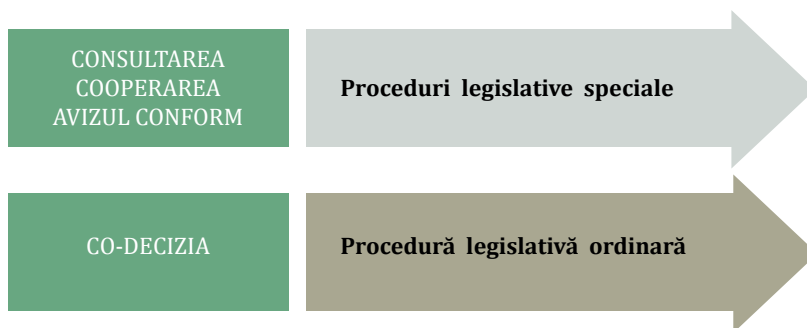 CONSULTAREA
COOPERAREA
AVIZUL CONFORM
Proceduri legislative speciale
CO-DECIZIA
Procedură legislativă ordinară